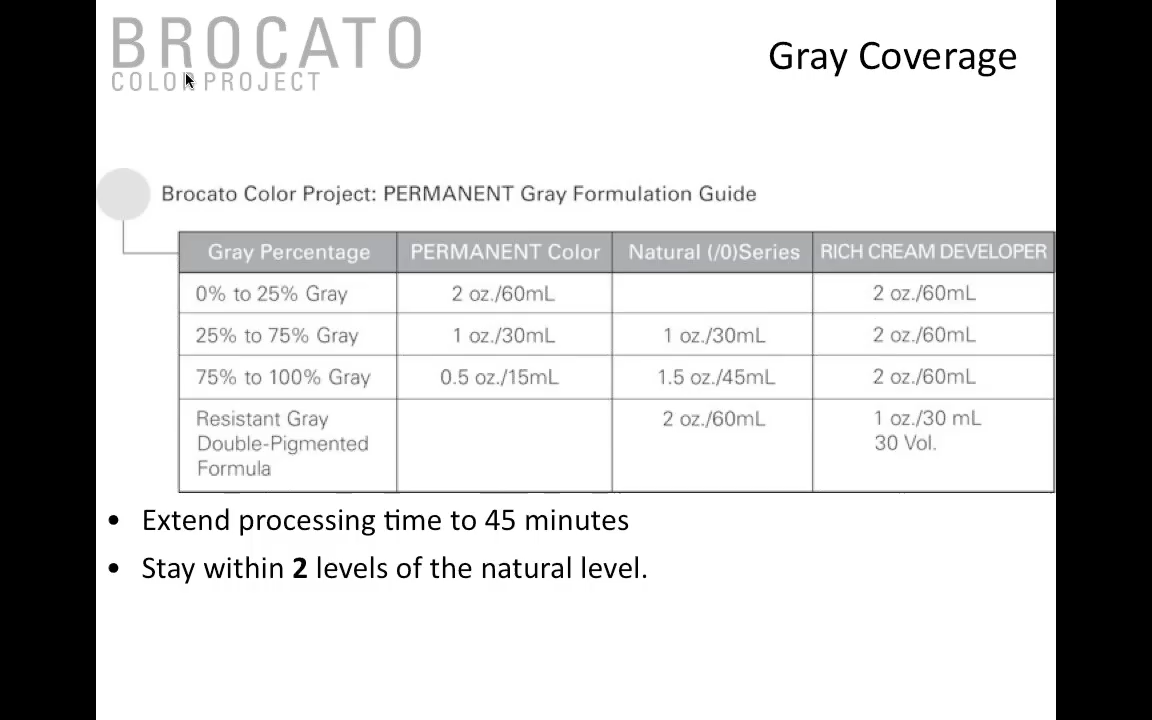 BROCATO
COLOR PROJECT
Gray Coverage
Brocato Color Project: PERMANENT Gray Formulation Guide
Gray Percentage PERMANENT Color Natural (/0)Series RICH CREAM DEVELOPER
0% to 25% Gray 2 oz./60mL 2 oz./60mL
25% to 75% Gray 1 oz./30mL 1 oz./30mL 2 oz./60mL
75% to 100% Gray 0.5 oz./15mL 1.5 oz./45mL 2 oz./60mL
Resistant Gray 2 oz./60mL 1 oz./30 mL
Double-Pigmented 30 Vol.
Formula
• Extend processing time to 45 minutes
• Stay within 2 levels of the natural level.